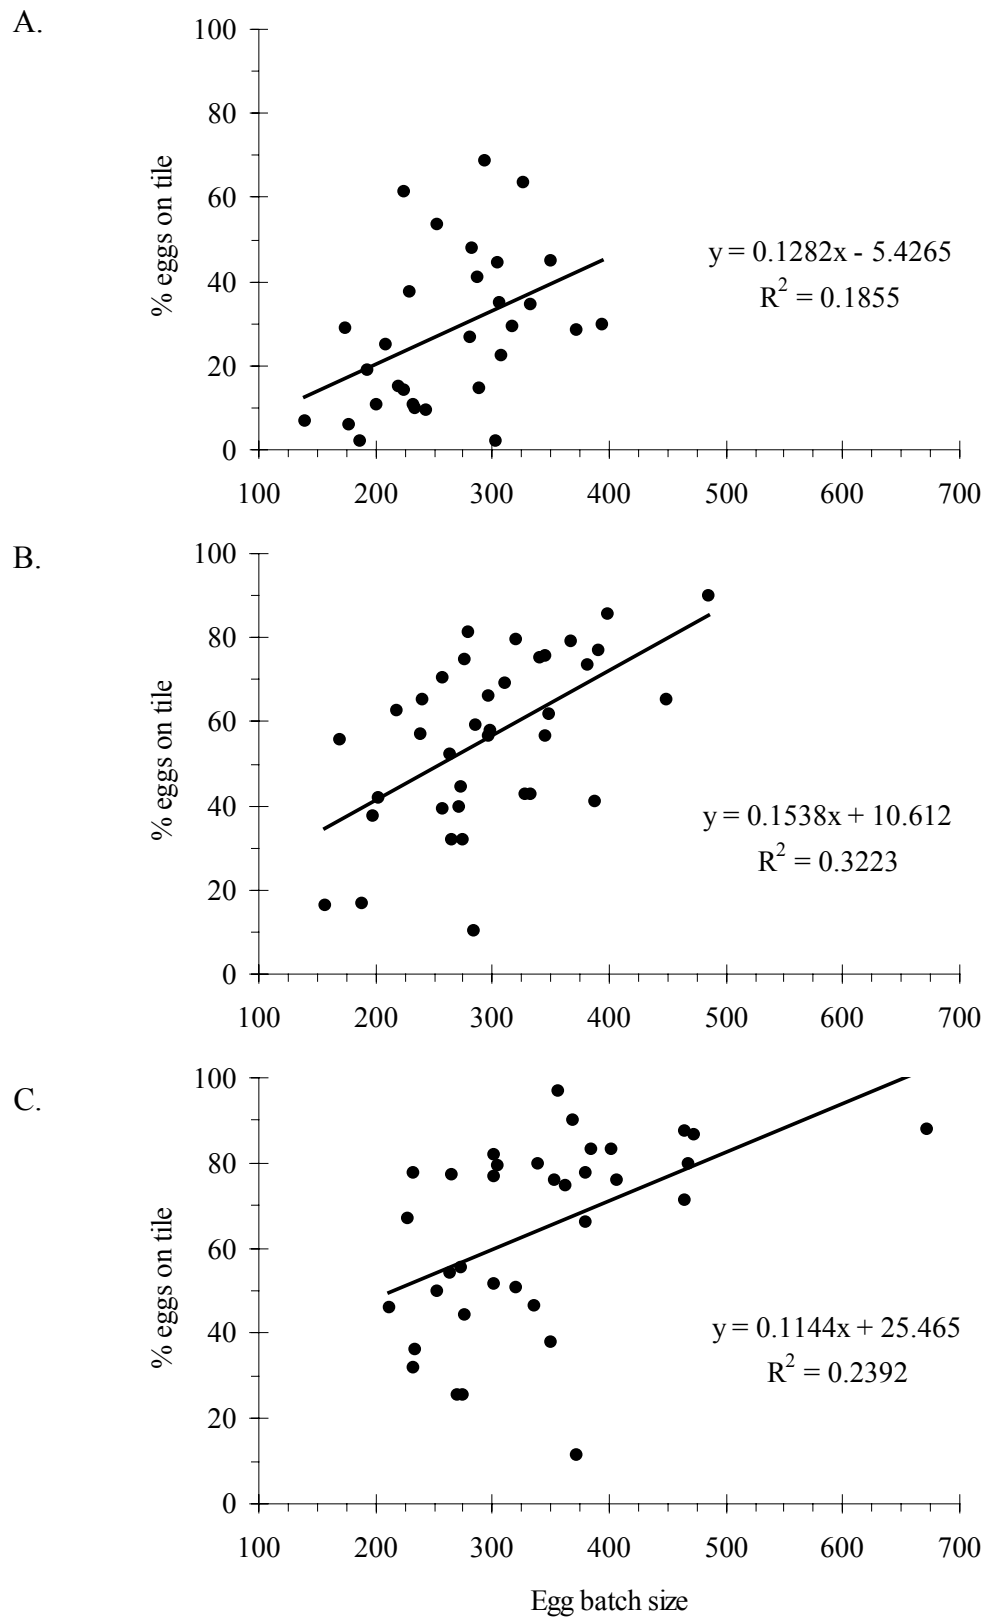 A.
100
80
60
40
20
0
% eggs on tile
y = 0.1282x - 5.4265
R² = 0.1855
100 200 300 400 500 600 700
B.
100
80
60
40
20
0
% eggs on tile
y = 0.1538x + 10.612
R² = 0.3223
100 200 300 400 500 600 700
C.
100
80
60
40
20
0
% eggs on tile
y = 0.1144x + 25.465
R² = 0.2392
100 200 300 400 500 600 700
Egg batch size